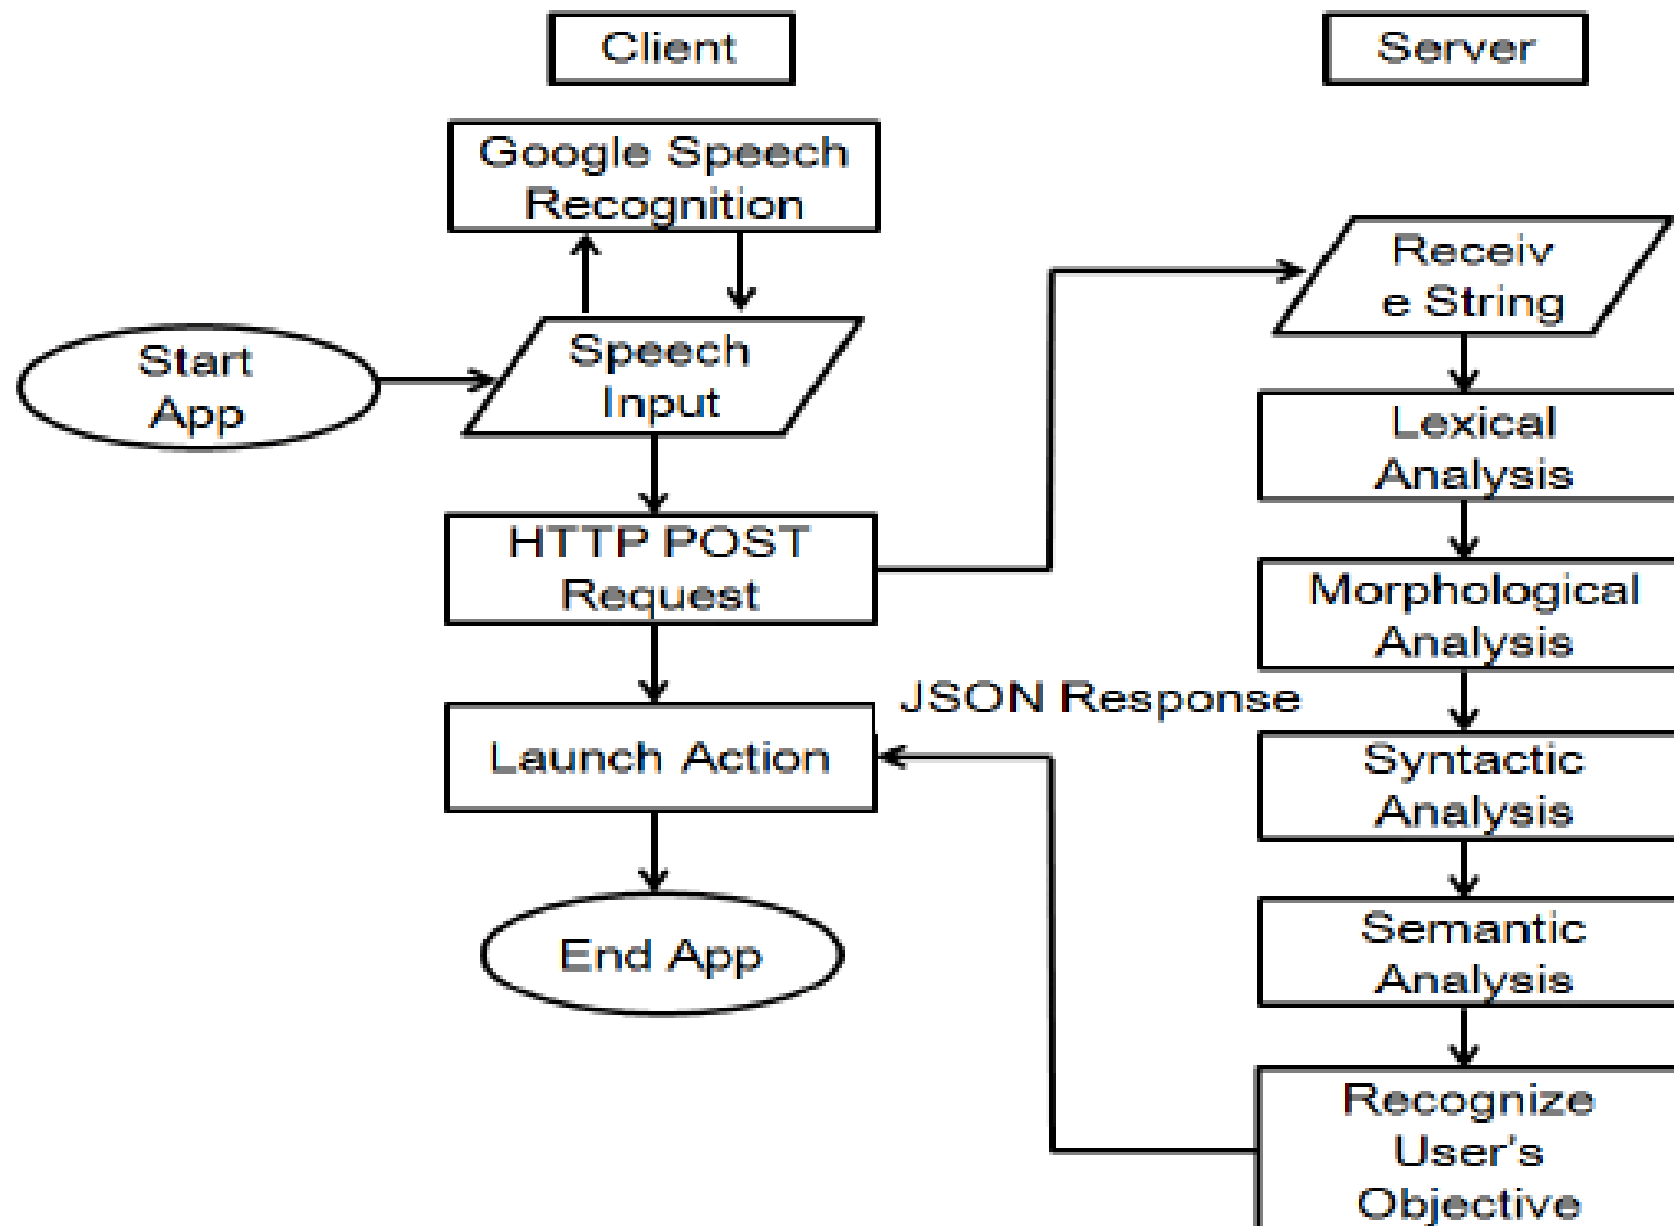 Client
Server
Google Speech
Recognition
Receiv
e String
Start
App
Speech
Input
Lexical
Analysis
HTTP POST
Request
Morphological
Analysis
JSON Response
Launch Action
Syntactic
Analysis
End App
Semantic
Analysis
Recognize
User's
Objective